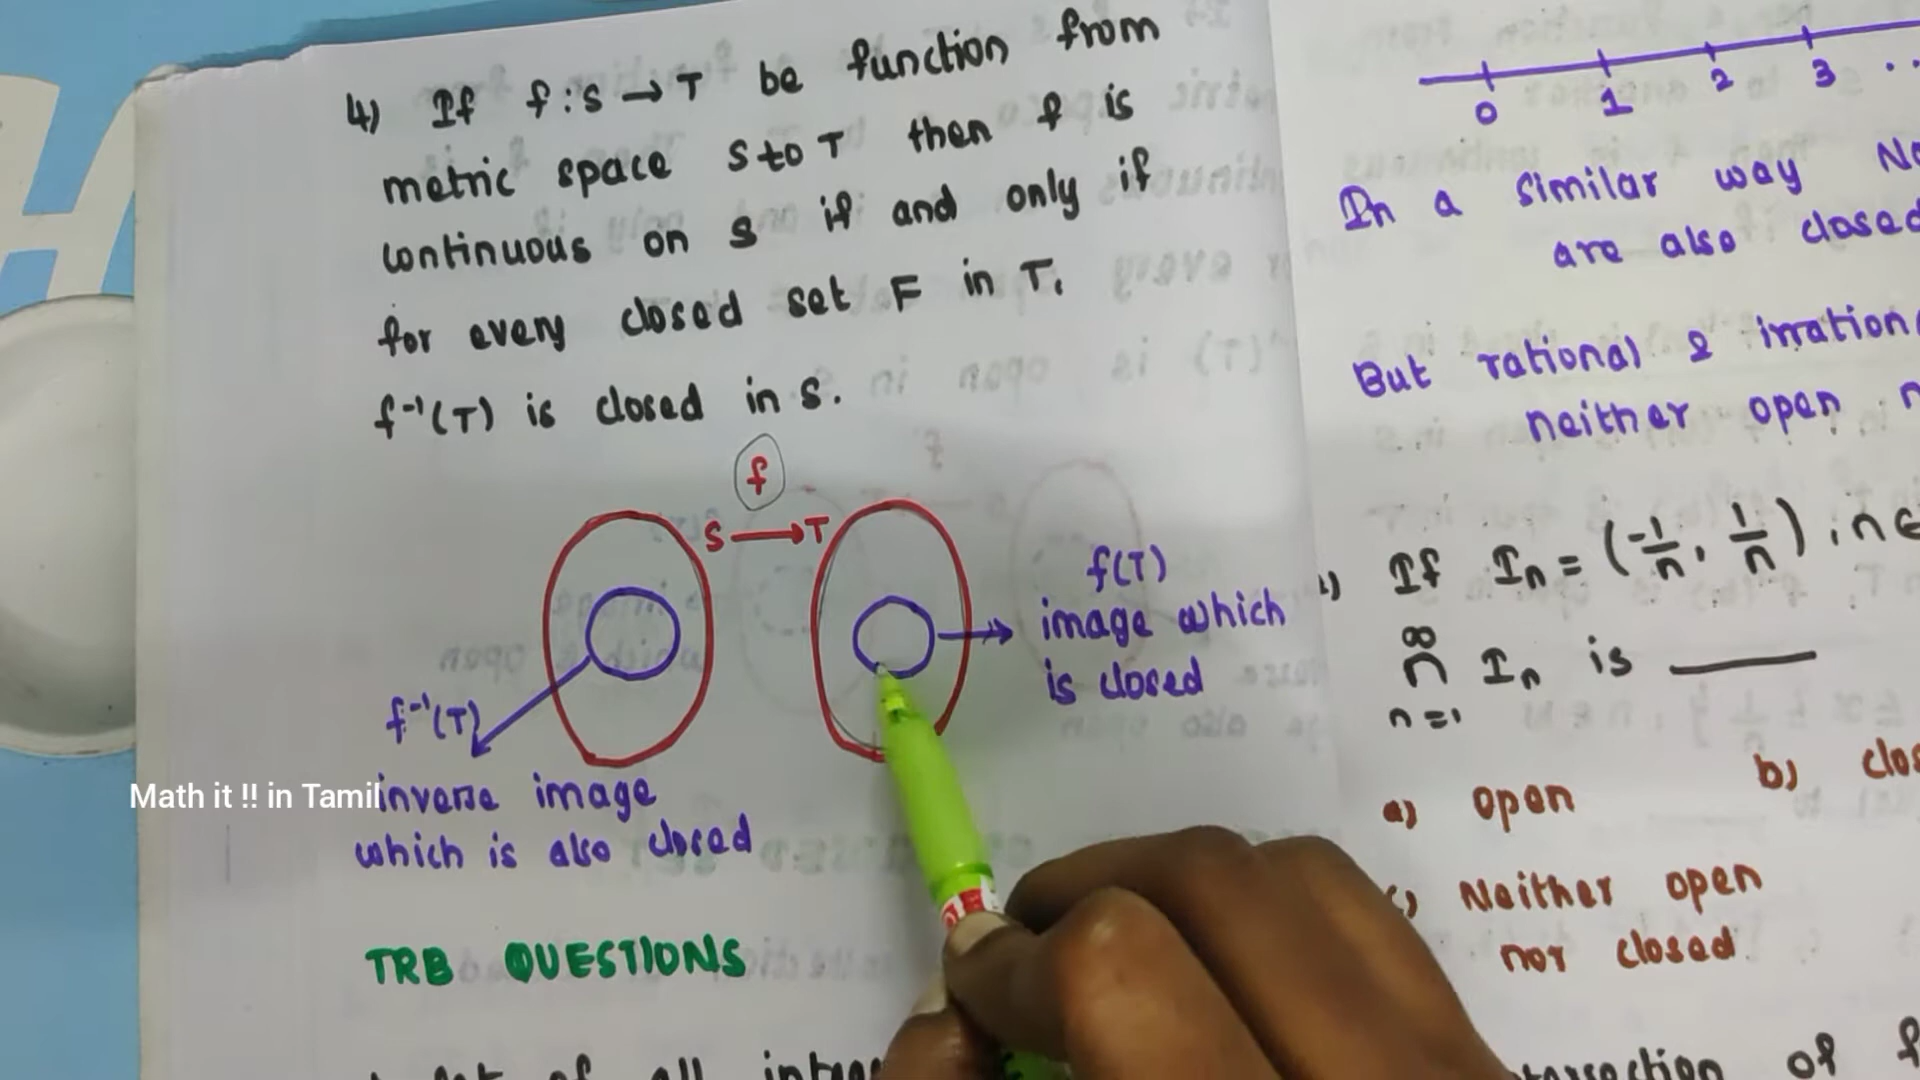 4) If f : S → T be function from
metric space S to T then f is
continuous on S if and only if
for every closed set F in T.
f⁻¹(T) is closed in S.
f
S → T
f(T)
image which
is closed
f⁻¹(T)
inverse image
which is also closed
Math it !! in Tamil
TRB QUESTIONS
of all
0 1 2 3 ..
In a similar way
are also closed
But rational &
neither open
If Iₙ = (-1/n, 1/n), n ∈
∞
∩ Iₙ is ____
n=1
a) open
b)
c) Neither open
nor closed
of